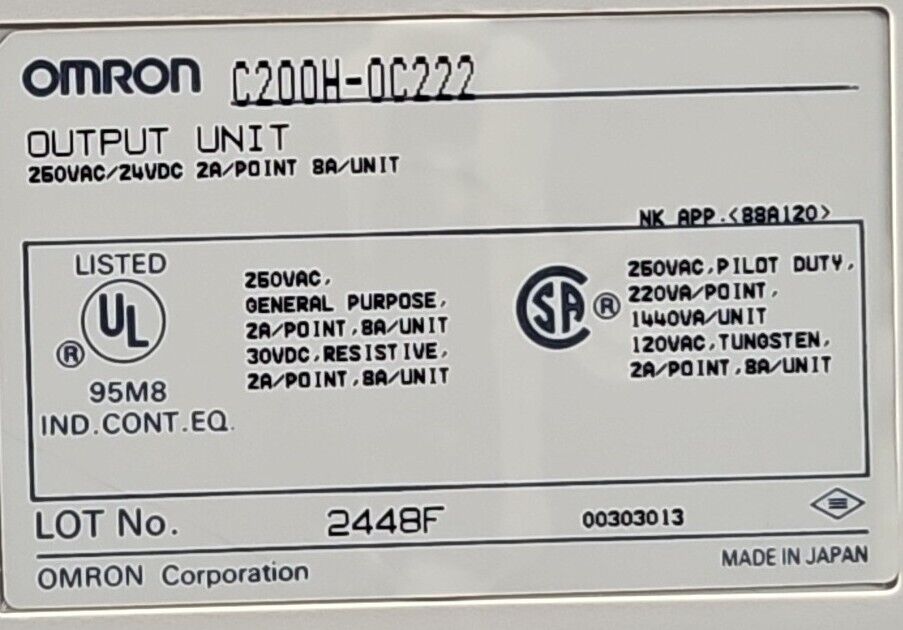 OMRON C200H-OC222
OUTPUT UNIT
250VAC/24VDC 2A/POINT 8A/UNIT
NK APP.<88A120>
LISTED
UL
®
95M8
IND.CONT.EQ.
250VAC,
GENERAL PURPOSE,
2A/POINT,8A/UNIT
30VDC,RESISTIVE,
2A/POINT,8A/UNIT
SA ®
250VAC,PILOT DUTY,
220VA/POINT,
1440VA/UNIT
120VAC,TUNGSTEN,
2A/POINT,8A/UNIT
LOT No. 2448F 00303013
OMRON Corporation
MADE IN JAPAN